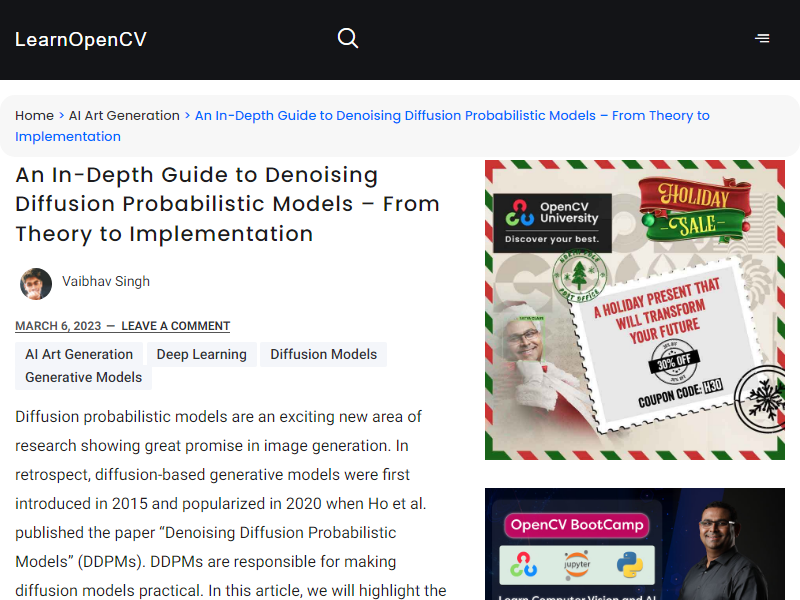 LearnOpenCV
Home > AI Art Generation > An In-Depth Guide to Denoising Diffusion Probabilistic Models – From Theory to
Implementation
An In-Depth Guide to Denoising
Diffusion Probabilistic Models – From
Theory to Implementation
Vaibhav Singh
MARCH 6, 2023 — LEAVE A COMMENT
AI Art Generation
Deep Learning
Diffusion Models
Generative Models
Diffusion probabilistic models are an exciting new area of
research showing great promise in image generation. In
retrospect, diffusion-based generative models were first
introduced in 2015 and popularized in 2020 when Ho et al.
published the paper “Denoising Diffusion Probabilistic
Models” (DDPMs). DDPMs are responsible for making
diffusion models practical. In this article, we will highlight the
OpenCV
University
Discover your best.
HOLIDAY
SALE
POST OFFICE
A HOLIDAY PRESENT THAT
WILL TRANSFORM
YOUR FUTURE
30% OFF
COUPON CODE: H30
OpenCV BootCamp
jupyter
Learn Computer Vision and AI